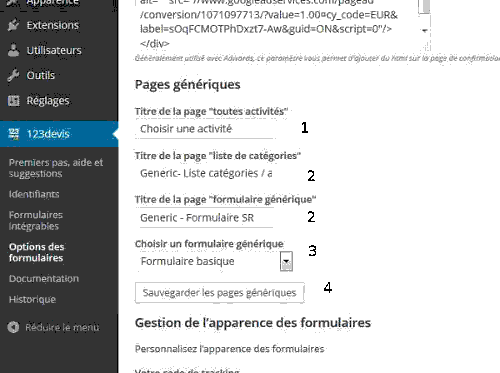 Apparence
Extensions
Utilisateurs
Outils
Réglages
123devis
Premiers pas, aide et
suggestions
Identifiants
Formulaires
Intégrables
Options des
formulaires
Documentation
Historique
Réduire le menu
alt="" src="//www.googleadservices.com/pagead
/conversion/1071097713/?value=1.00&cy_code=EUR&
label=sOqFCMOTPhDxzt7-Aw&guid=ON&script=0"/>
</div>
Généralement utilisé avec Adwords, ce paramètre vous permet d'ajouter du html sur la page de confirmation
Pages génériques
Titre de la page "toutes activités"
Choisir une activité
1
Titre de la page "liste de catégories"
Generic- Liste catégories / a
2
Titre de la page "formulaire générique"
Generic - Formulaire SR
2
Choisir un formulaire générique
Formulaire basique
3
Sauvegarder les pages génériques
4
Gestion de l'apparence des formulaires
Personnalisez l'apparence des formulaires
Votre code de tracking